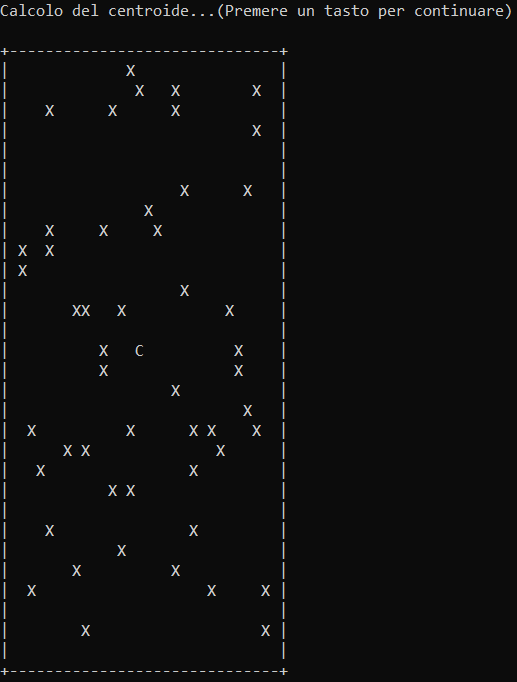 Calcolo del centroide...(Premere un tasto per continuare)

+------------------------------+
|             X                |
|              X   X        X  |
|    X      X      X           |
|                           X  |
|                              |
|                              |
|                   X      X   |
|               X              |
|    X     X     X             |
| X  X                         |
| X                            |
|                   X          |
|       XX   X           X     |
|                              |
|          X   C          X    |
|          X              X    |
|                  X           |
|                          X   |
|  X          X      X X    X  |
|      X X              X      |
|   X                X         |
|           X X                |
|                              |
|    X               X         |
|            X                 |
|       X          X           |
|  X                   X     X |
|                              |
|        X                   X |
|                              |
+------------------------------+